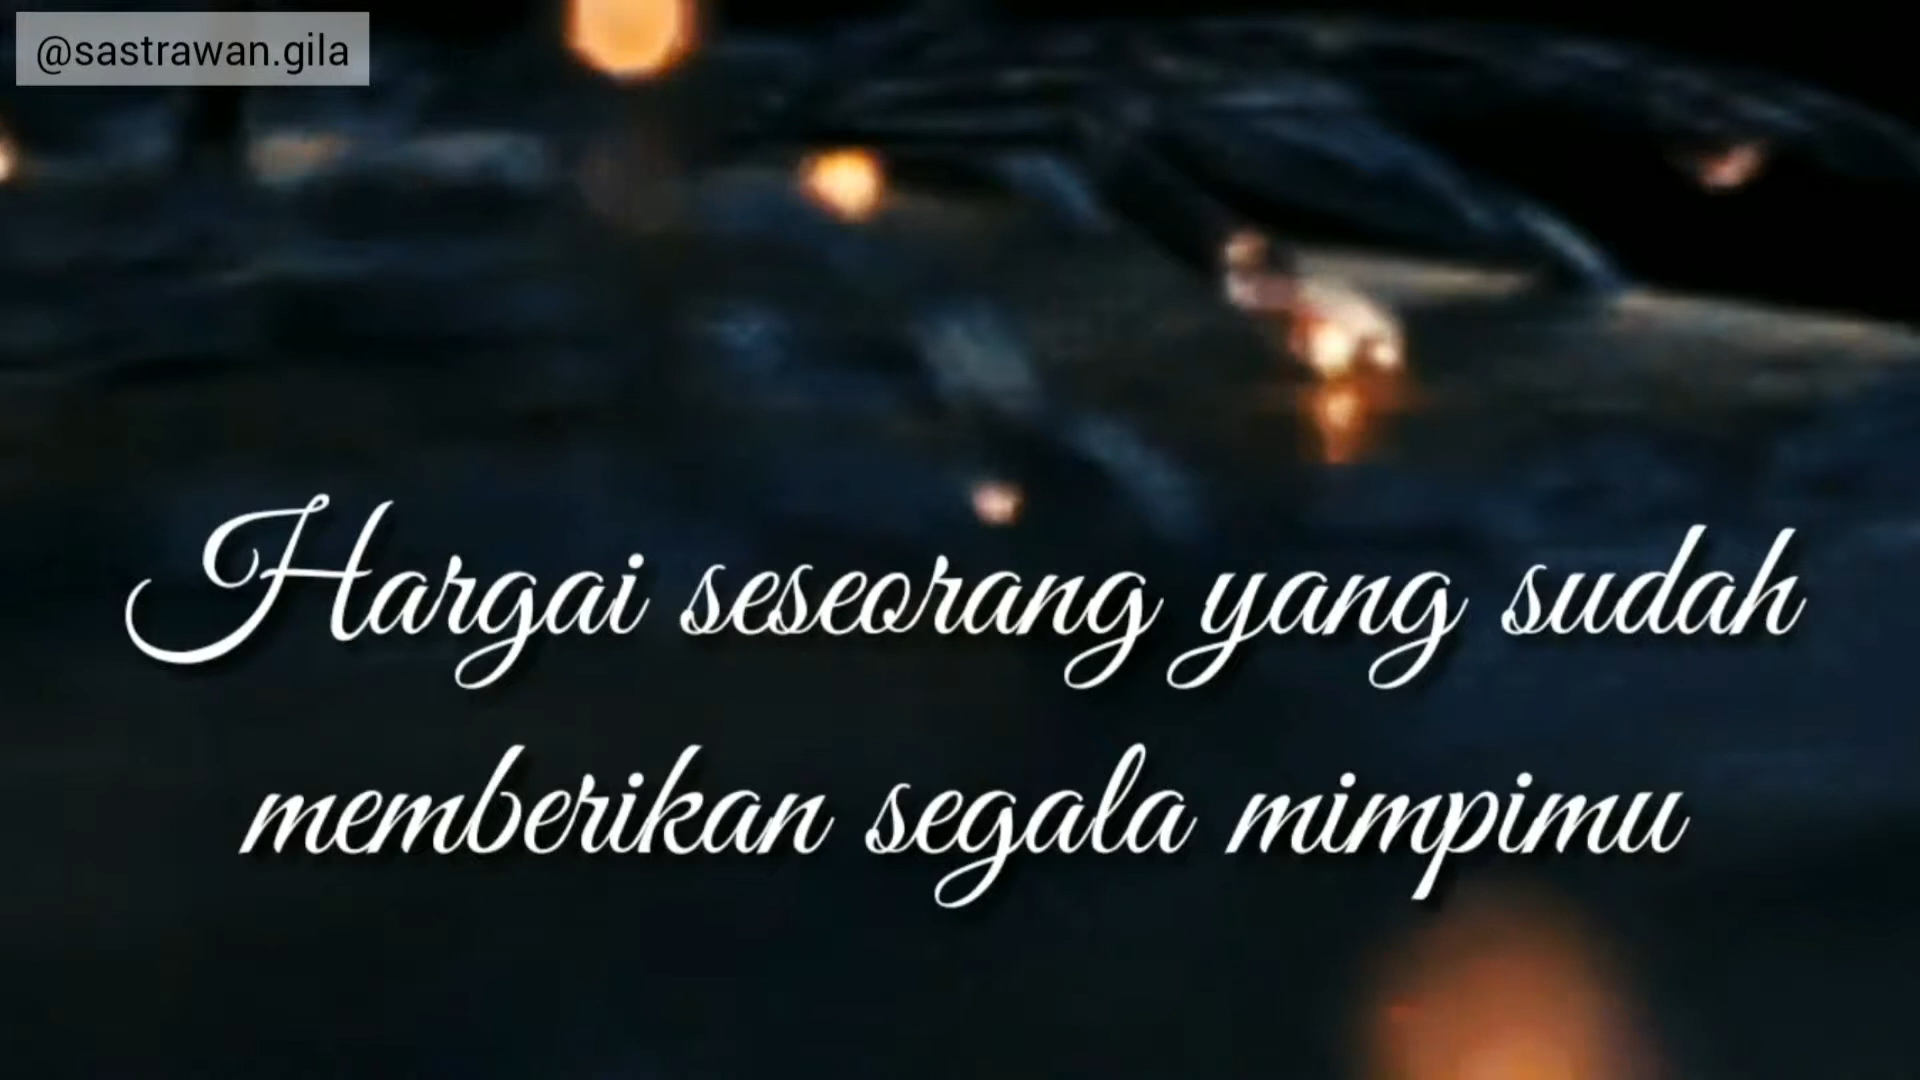 @sastrawan.gila
Hargai seseorang yang sudah
memberikan segala mimpimu